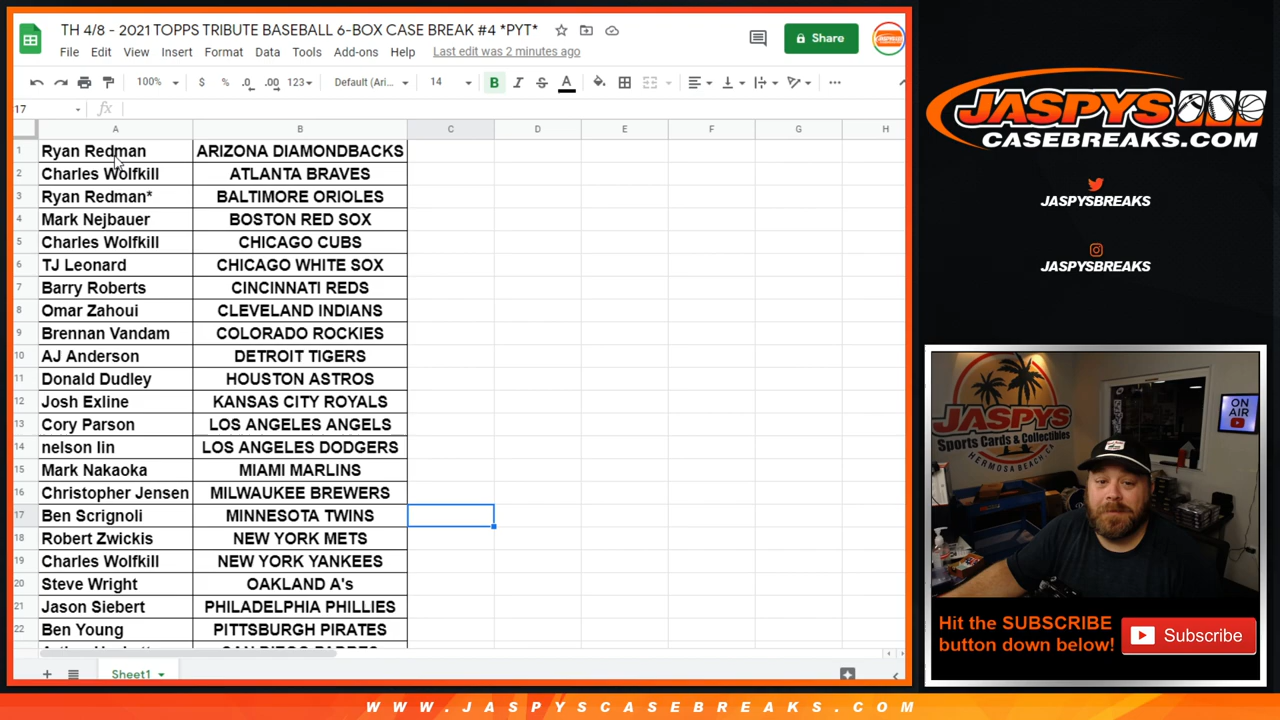 TH 4/8 - 2021 TOPPS TRIBUTE BASEBALL 6-BOX CASE BREAK #4 *PYT*
File Edit View Insert Format Data Tools Add-ons Help Last edit was 2 minutes ago
Share
100% $ % .0 .00 123 Default (Ari... 14 B I S A
17 fx
A B C D E F G H
1 Ryan Redman ARIZONA DIAMONDBACKS
2 Charles Wolfkill ATLANTA BRAVES
3 Ryan Redman* BALTIMORE ORIOLES
4 Mark Nejbauer BOSTON RED SOX
5 Charles Wolfkill CHICAGO CUBS
6 TJ Leonard CHICAGO WHITE SOX
7 Barry Roberts CINCINNATI REDS
8 Omar Zahoui CLEVELAND INDIANS
9 Brennan Vandam COLORADO ROCKIES
10 AJ Anderson DETROIT TIGERS
11 Donald Dudley HOUSTON ASTROS
12 Josh Exline KANSAS CITY ROYALS
13 Cory Parson LOS ANGELES ANGELS
14 nelson lin LOS ANGELES DODGERS
15 Mark Nakaoka MIAMI MARLINS
16 Christopher Jensen MILWAUKEE BREWERS
17 Ben Scrignoli MINNESOTA TWINS
18 Robert Zwickis NEW YORK METS
19 Charles Wolfkill NEW YORK YANKEES
20 Steve Wright OAKLAND A's
21 Jason Siebert PHILADELPHIA PHILLIES
22 Ben Young PITTSBURGH PIRATES
Sheet1
JASPYS
CASEBREAKS.COM
JASPYSBREAKS
JASPYSBREAKS
JASPYS
Sports Cards & Collectibles
HERMOSA BEACH, CA
ON
AIR
Hit the SUBSCRIBE
button down below!
Subscribe
WWW.JASPYSCASEBREAKS.COM